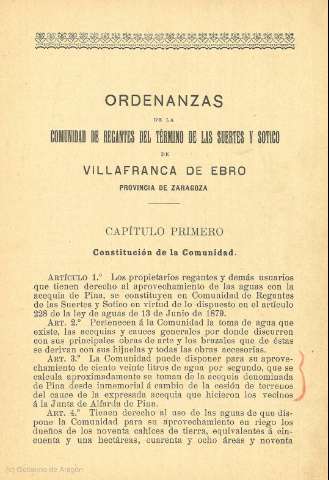 ORDENANZAS
DE LA
COMUNIDAD DE REGANTES DEL TÉRMINO DE LAS SUERTES Y SOTICO
DE
VILLAFRANCA DE EBRO
PROVINCIA DE ZARAGOZA
CAPÍTULO PRIMERO
Constitución de la Comunidad.
ARTÍCULO 1.º Los propietarios regantes y demás usuarios
que tienen derecho al aprovechamiento de las aguas con la
acequia de Pina, se constituyen en Comunidad de Regantes
de las Suertes y Sotico en virtud de lo dispuesto en el artículo
228 de la ley de aguas de 13 de Junio de 1879.
ART. 2.º Pertenecen á la Comunidad la toma de agua que
existe, las acequias y cauces generales por donde discurren
con sus principales obras de arte y los brazales que de éstas
se derivan con sus hijuelas y todas las obras accesorias.
ART. 3.º La Comunidad puede disponer para su aprove-
chamiento de ciento veinte litros de agua por segundo, que se
calcula aproximadamente se toman de la acequia denominada
de Pina desde inmemorial á cambio de la cesión de terrenos
del cauce de la expresada acequia que hicieron los vecinos
á la Junta de Alfarda de Pina.
ART. 4.º Tienen derecho al uso de las aguas de que dis-
pone la Comunidad para su aprovechamiento en riego los
dueños de los noventa cahices de tierra, equivalentes á cin-
cuenta y una hectáreas, cuarenta y ocho áreas y noventa
(c) Gobierno de Aragón